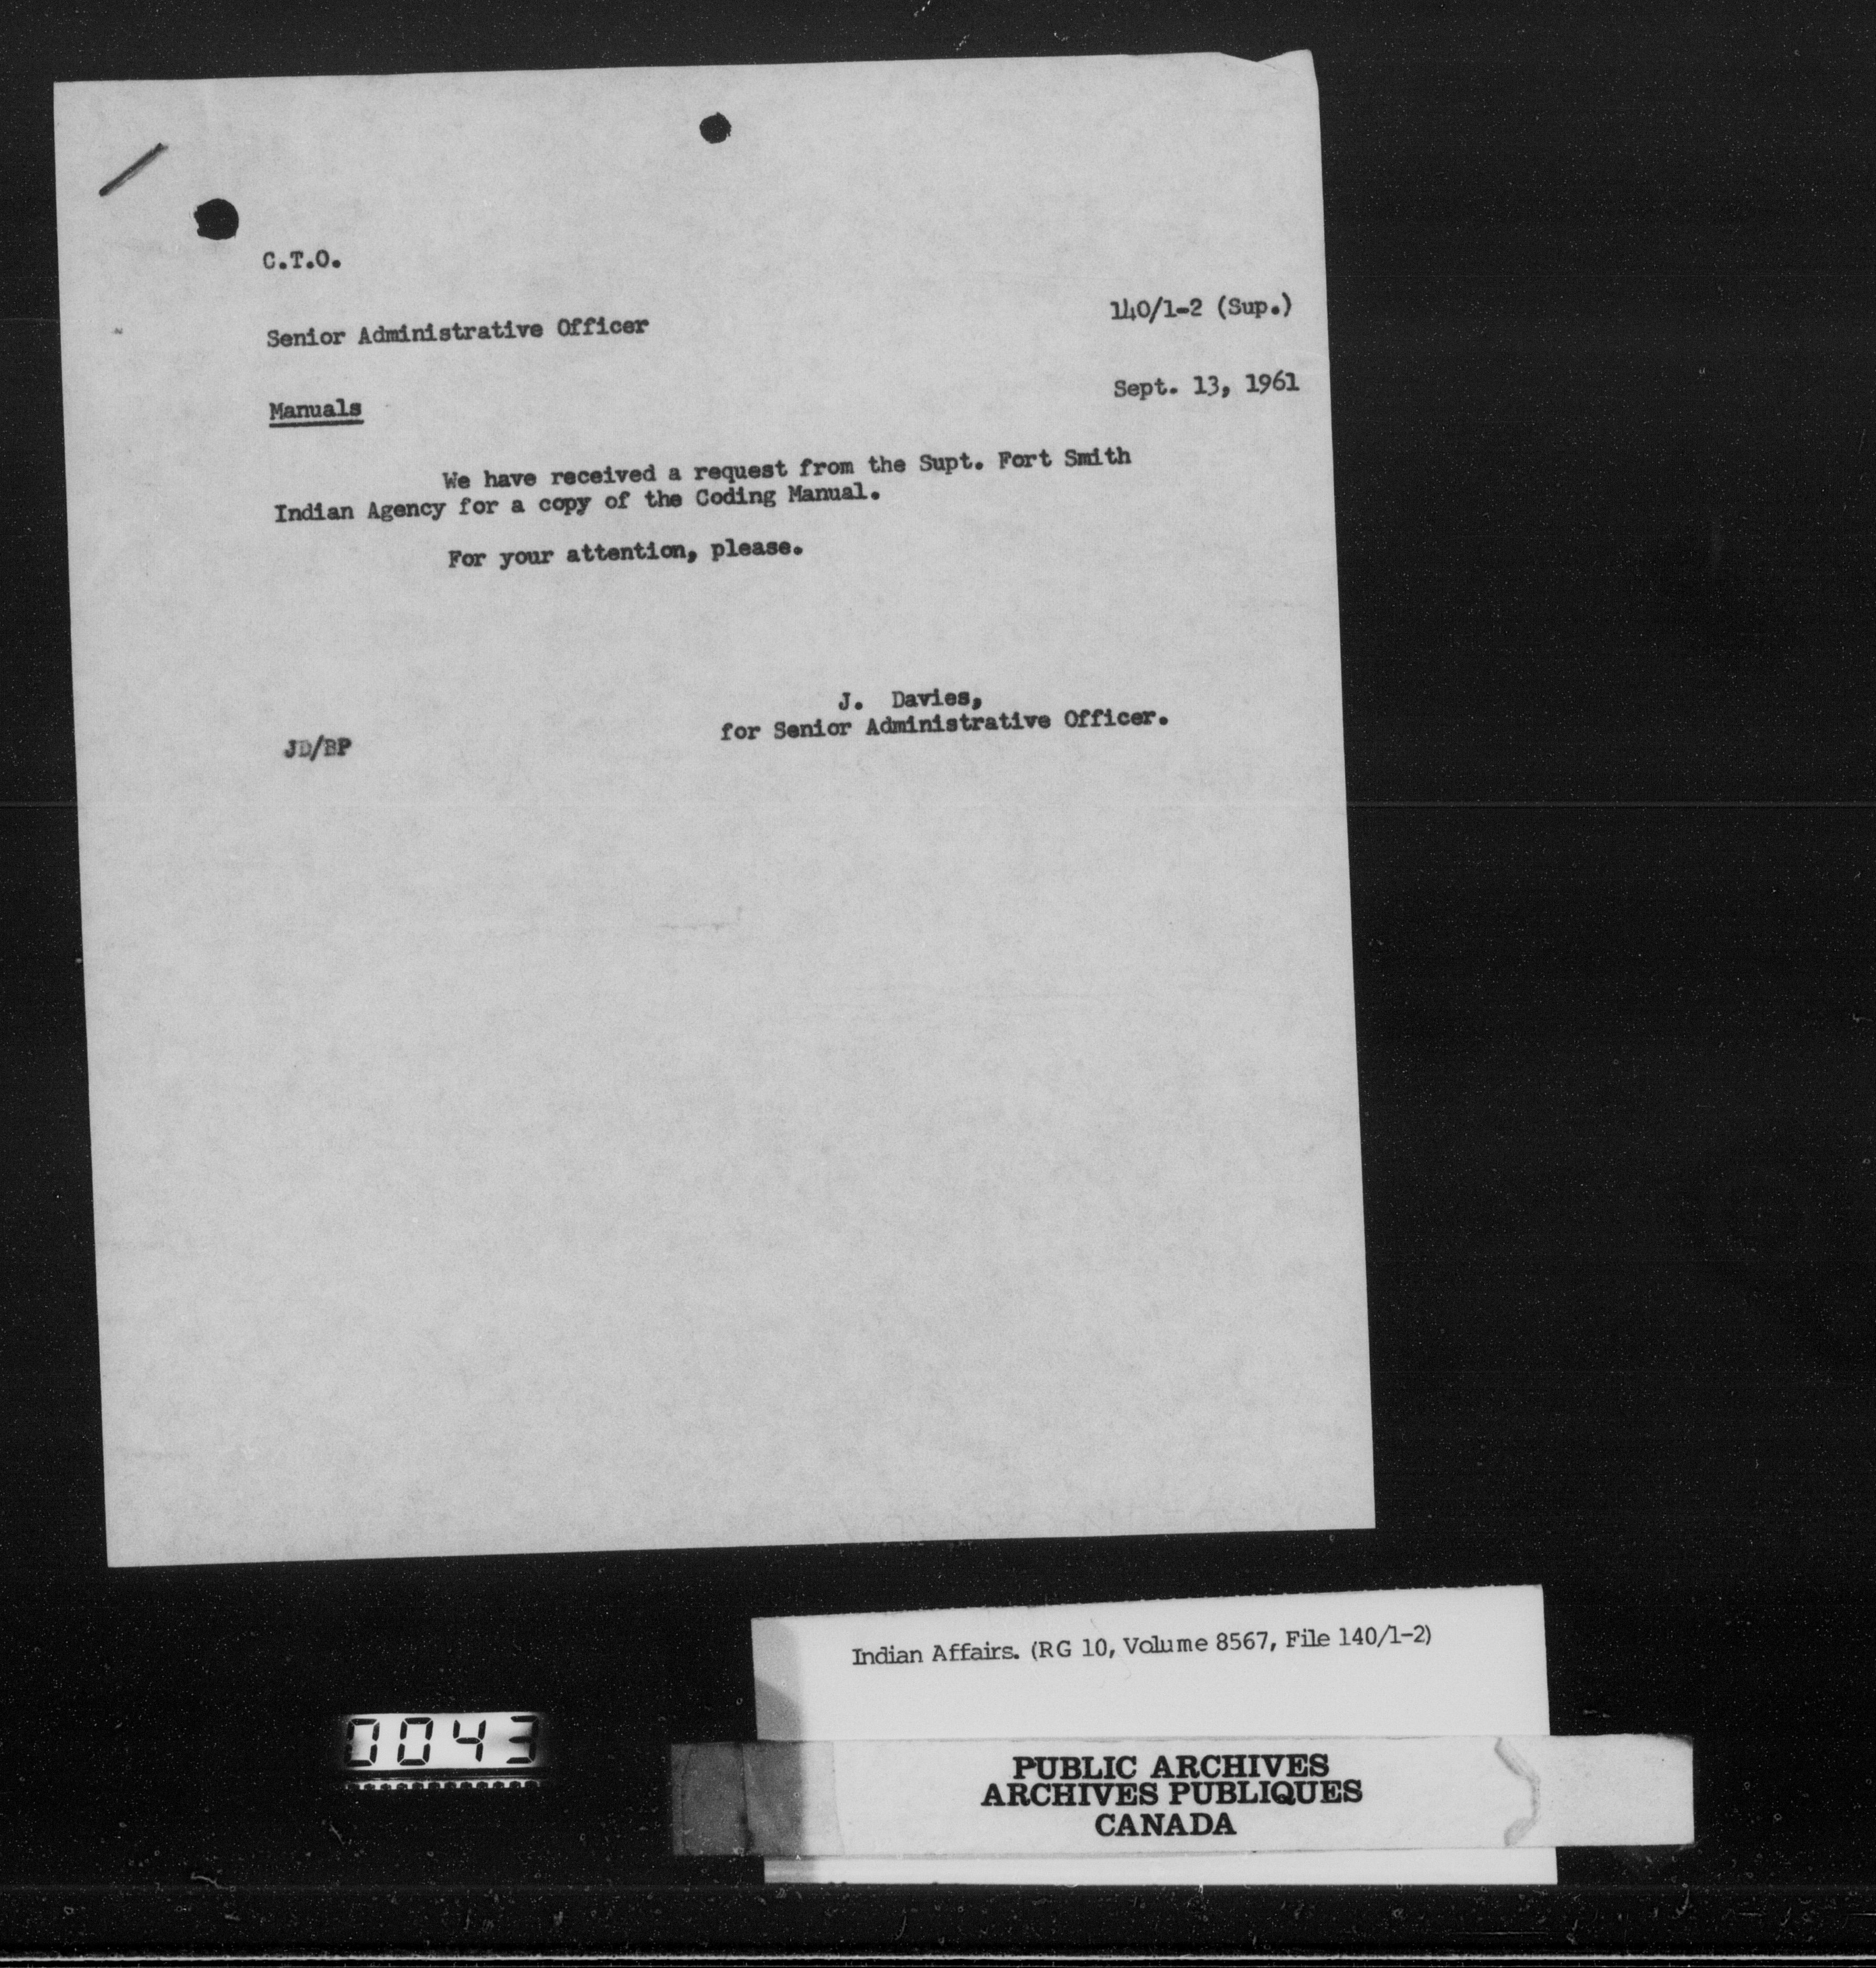 C.T.O.
140/1-2 (Sup.)
Senior Administrative Officer
Sept. 13, 1961
Manuals
We have received a request from the Supt. Fort Smith
Indian Agency for a copy of the Coding Manual.
For your attention, please.
J. Davies,
for Senior Administrative Officer.
JD/BP
Indian Affairs. (RG 10, Volume 8567, File 140/1-2)
0043
PUBLIC ARCHIVES
ARCHIVES PUBLIQUES
CANADA